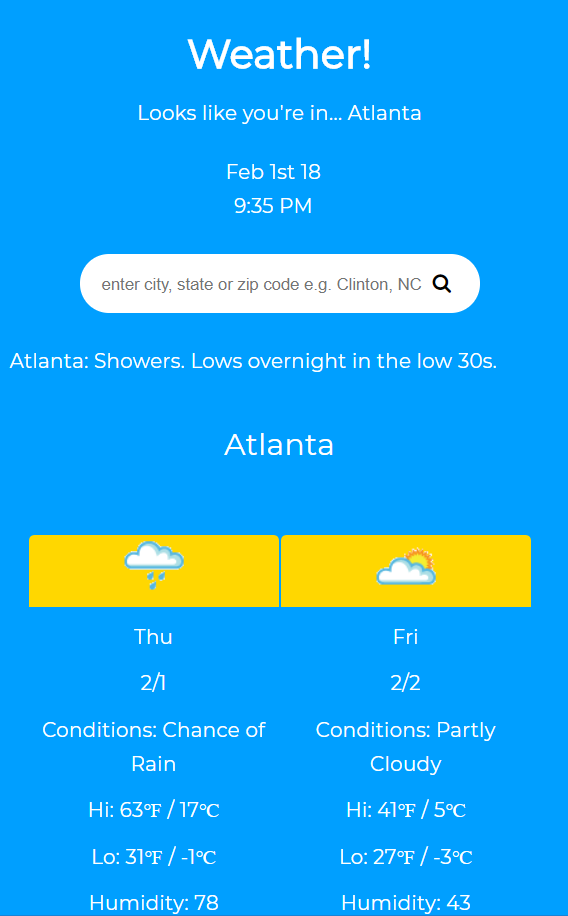 Weather!
Looks like you're in... Atlanta
Feb 1st 18
9:35 PM
enter city, state or zip code e.g. Clinton, NC
Atlanta: Showers. Lows overnight in the low 30s.
Atlanta
Thu
2/1
Conditions: Chance of
Rain
Hi: 63℉ / 17℃
Lo: 31℉ / -1℃
Humidity: 78
Fri
2/2
Conditions: Partly
Cloudy
Hi: 41℉ / 5℃
Lo: 27℉ / -3℃
Humidity: 43